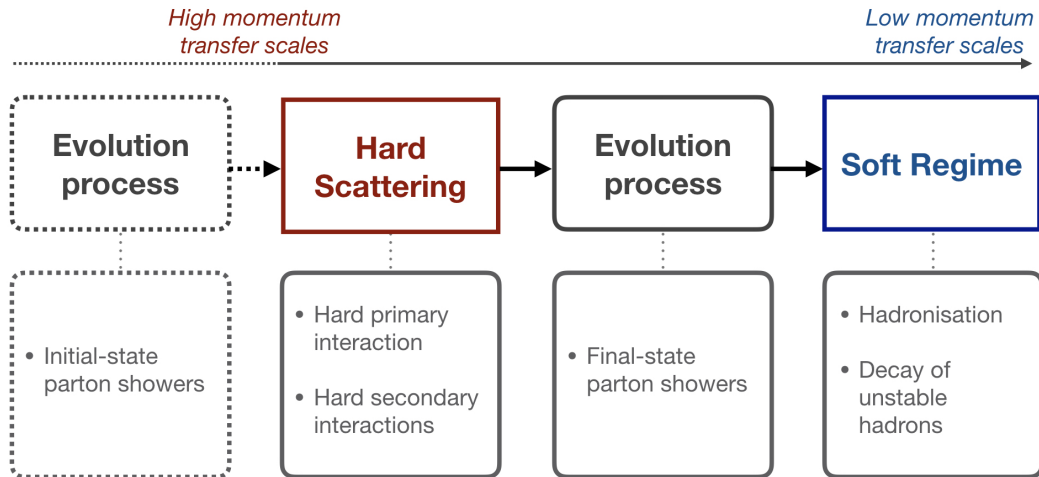 High momentum
transfer scales
Low momentum
transfer scales
Evolution
process
Hard
Scattering
Evolution
process
Soft Regime
• Initial-state
parton showers
• Hard primary
interaction
• Hard secondary
interactions
• Final-state
parton showers
• Hadronisation
• Decay of
unstable
hadrons